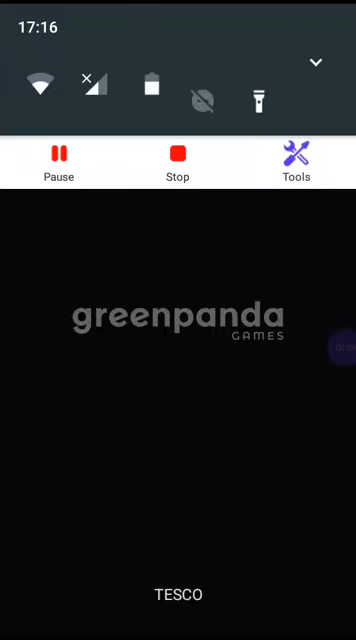 17:16
Pause
Stop
Tools
greenpanda
GAMES
TESCO